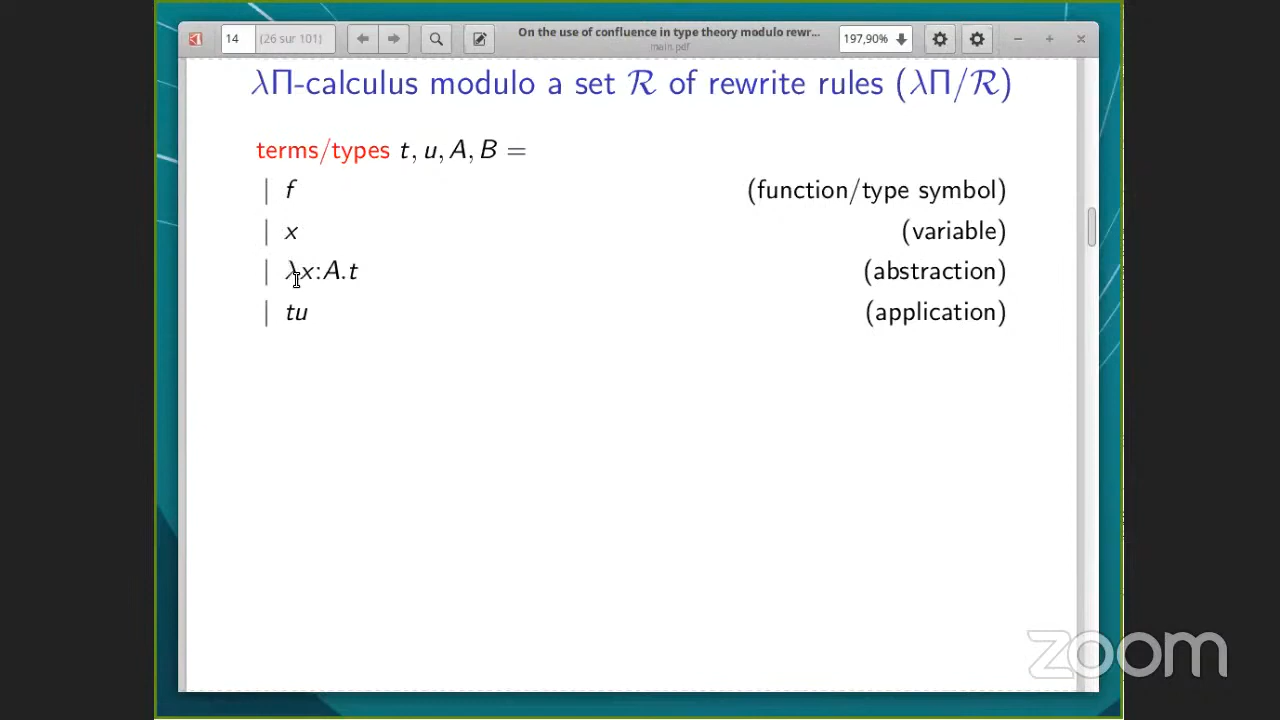 14 (26 sur 101) On the use of confluence in type theory modulo rewr... 197,90%
main.pdf
λΠ-calculus modulo a set ℛ of rewrite rules (λΠ/ℛ)
terms/types t, u, A, B =
| f (function/type symbol)
| x (variable)
| λx:A.t (abstraction)
| tu (application)
zoom